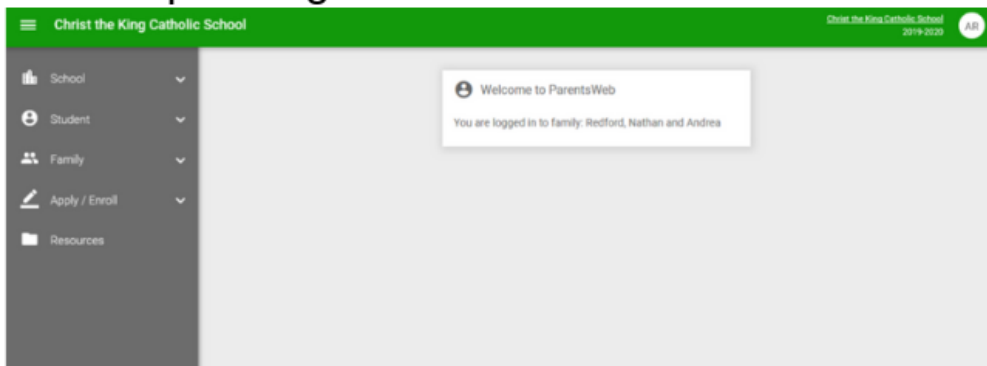 Christ the King Catholic School
Christ the King Catholic School
2019-2020
AR
School
Student
Family
Apply / Enroll
Resources
Welcome to ParentsWeb
You are logged in to family: Redford, Nathan and Andrea